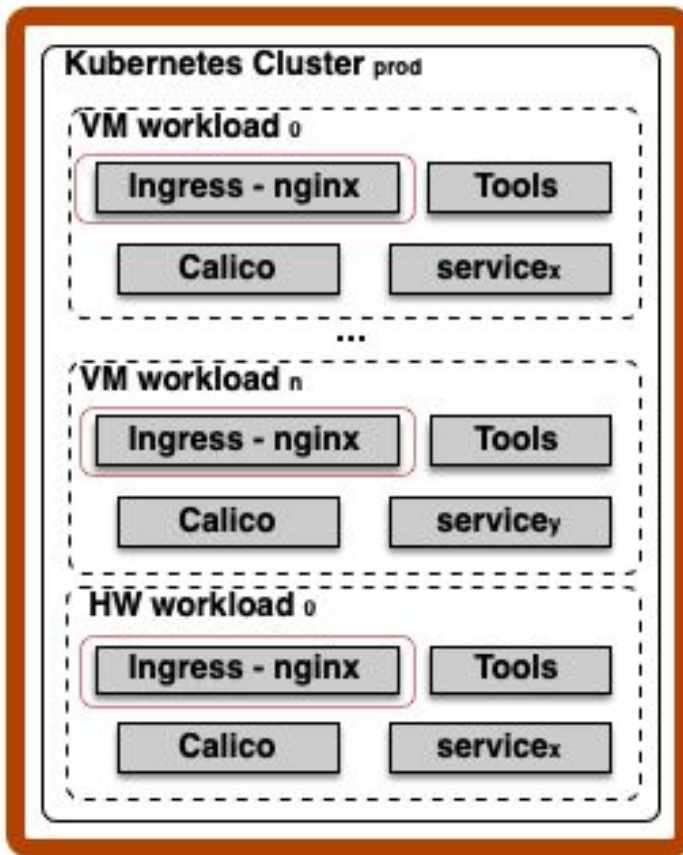 Kubernetes Cluster prod
VM workload 0
Ingress - nginx
Tools
Calico
servicex
...
VM workload n
Ingress - nginx
Tools
Calico
servicey
HW workload 0
Ingress - nginx
Tools
Calico
servicex